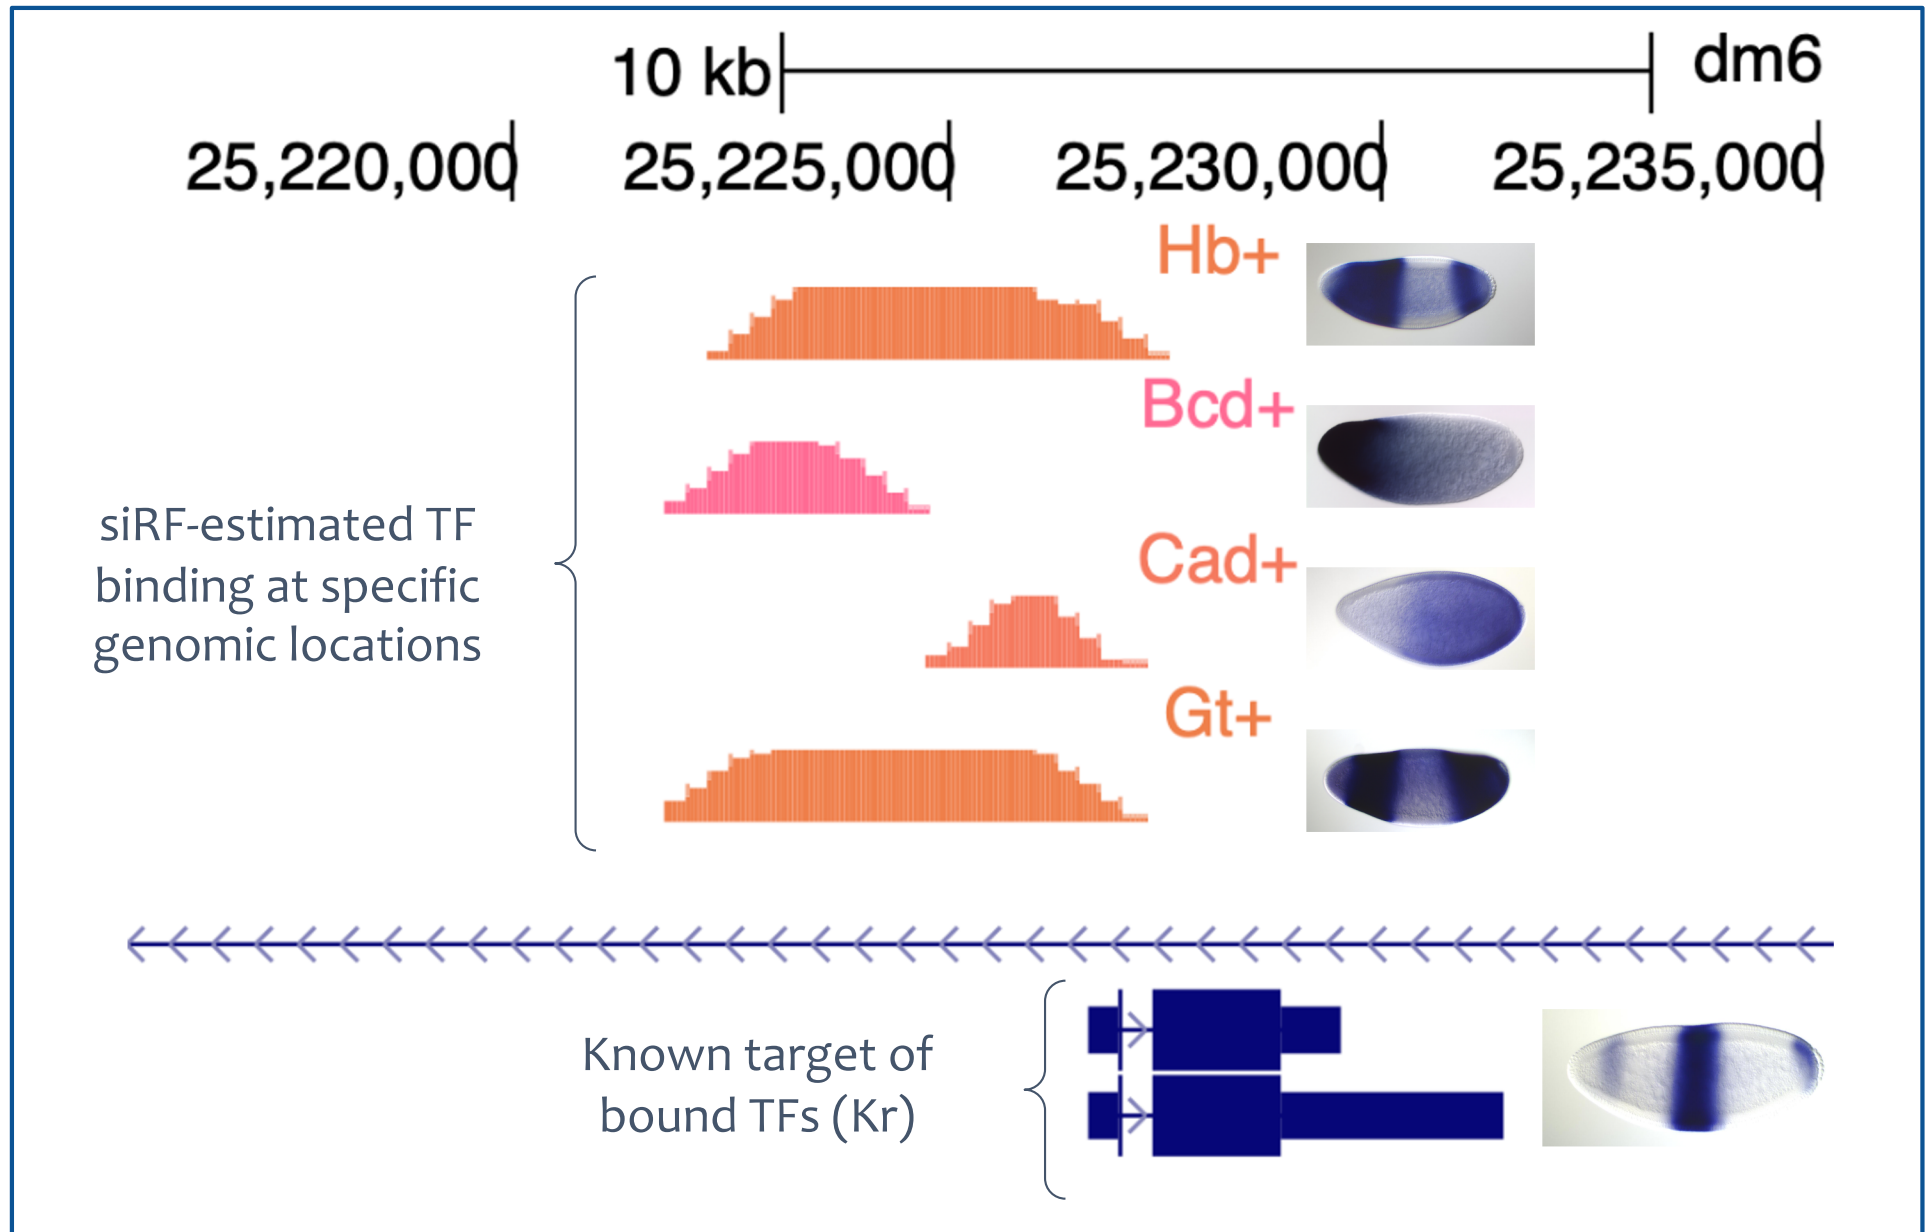 10 kb dm6
25,220,000 25,225,000 25,230,000 25,235,000
Hb+
Bcd+
Cad+
Gt+
siRF-estimated TF
binding at specific
genomic locations
Known target of
bound TFs (Kr)